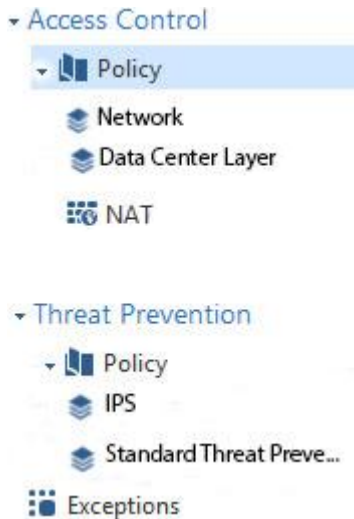 Access Control
Policy
Network
Data Center Layer
NAT
Threat Prevention
Policy
IPS
Standard Threat Preve...
Exceptions